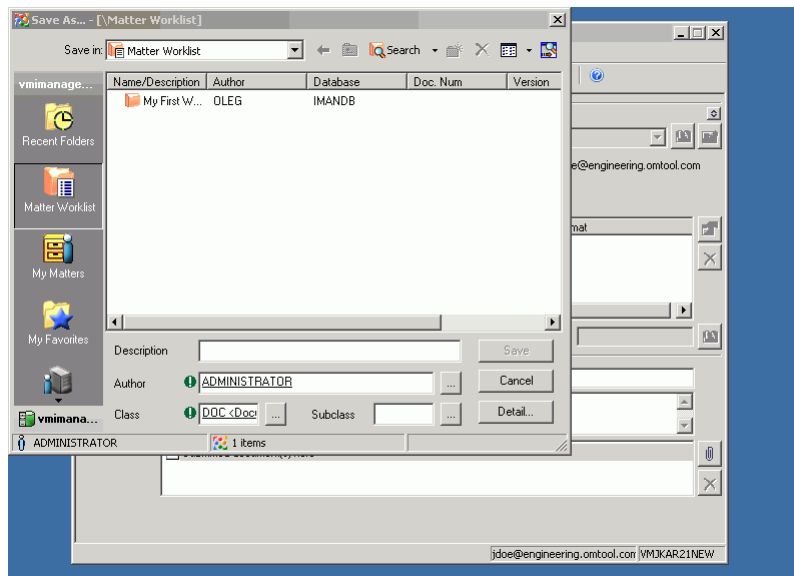 Save As... - [\Matter Worklist]
Save in: Matter Worklist Search
vmimanage...
Name/Description Author Database Doc. Num Version
My First W... OLEG IMANDB
Recent Folders
e@engineering.omtool.com
Matter Worklist
mat
My Matters
My Favorites
Description Save
Author ADMINISTRATOR ... Cancel
Class DOC <Doc ... Subclass ... Detail...
vmimana...
ADMINISTRATOR 1 items
jdoe@engineering.omtool.con VMJKAR21NEW